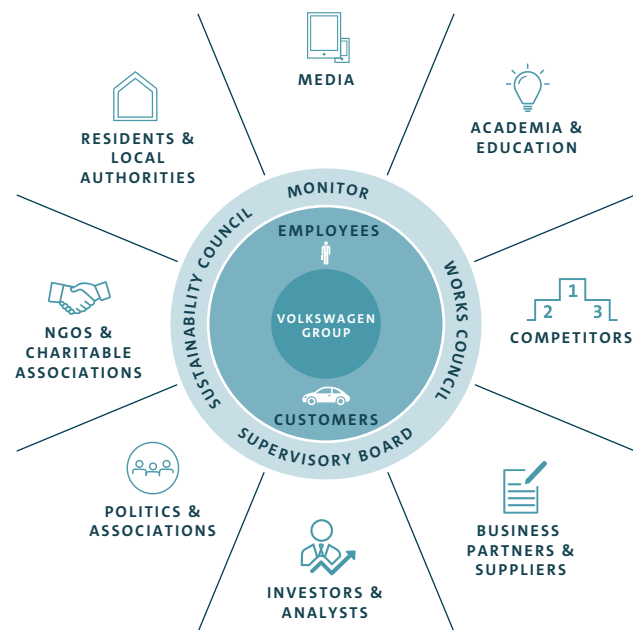 MEDIA
ACADEMIA &
EDUCATION
RESIDENTS &
LOCAL
AUTHORITIES
MONITOR
SUSTAINABILITY COUNCIL
WORKS COUNCIL
SUPERVISORY BOARD
EMPLOYEES
VOLKSWAGEN
GROUP
CUSTOMERS
1
2
3
COMPETITORS
NGOS &
CHARITABLE
ASSOCIATIONS
POLITICS &
ASSOCIATIONS
BUSINESS
PARTNERS &
SUPPLIERS
INVESTORS &
ANALYSTS